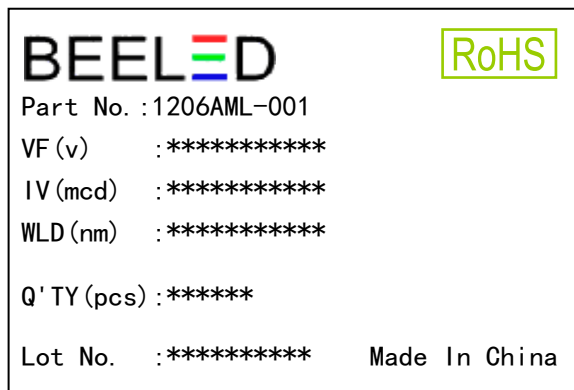 BEELED RoHS
Part No.:1206AML-001
VF(v) :***********
IV(mcd) :***********
WLD(nm) :***********
Q'TY(pcs):******
Lot No. :********** Made In China